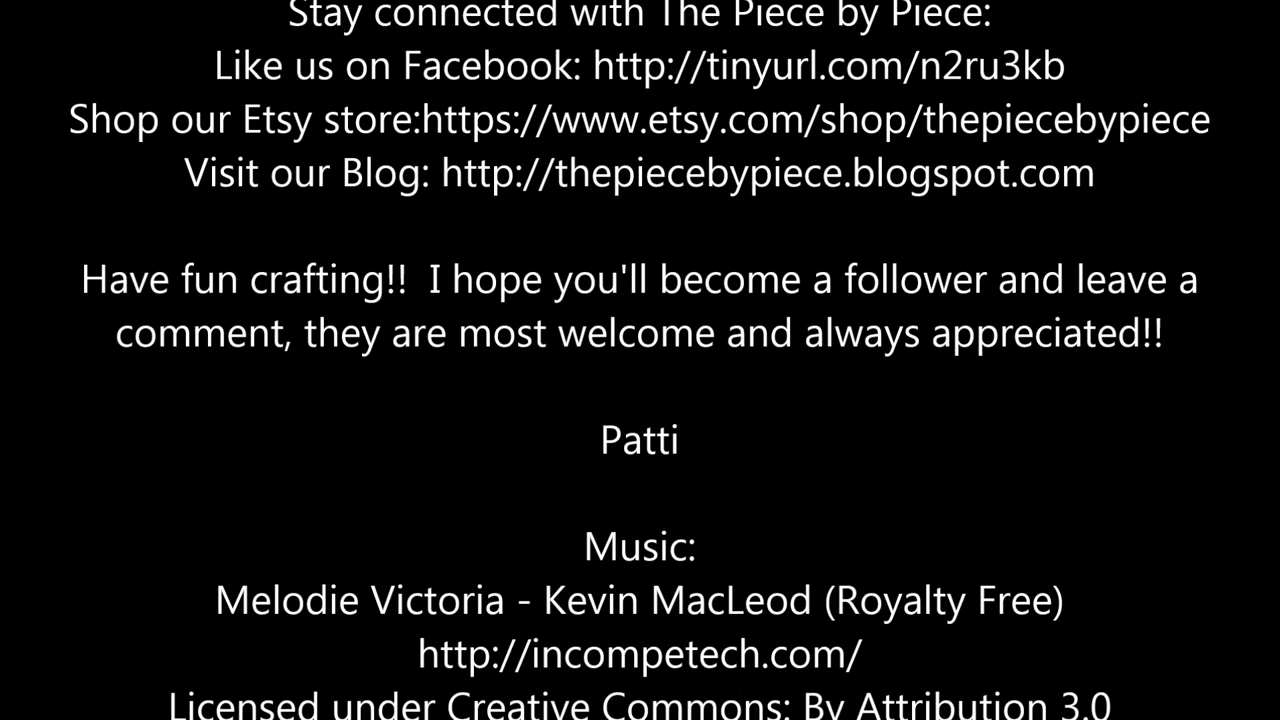 Stay connected with The Piece by Piece:
Like us on Facebook: http://tinyurl.com/n2ru3kb
Shop our Etsy store:https://www.etsy.com/shop/thepiecebypiece
Visit our Blog: http://thepiecebypiece.blogspot.com
Have fun crafting!!  I hope you'll become a follower and leave a
comment, they are most welcome and always appreciated!!
Patti
Music:
Melodie Victoria - Kevin MacLeod (Royalty Free)
http://incompetech.com/
Licensed under Creative Commons: By Attribution 3.0